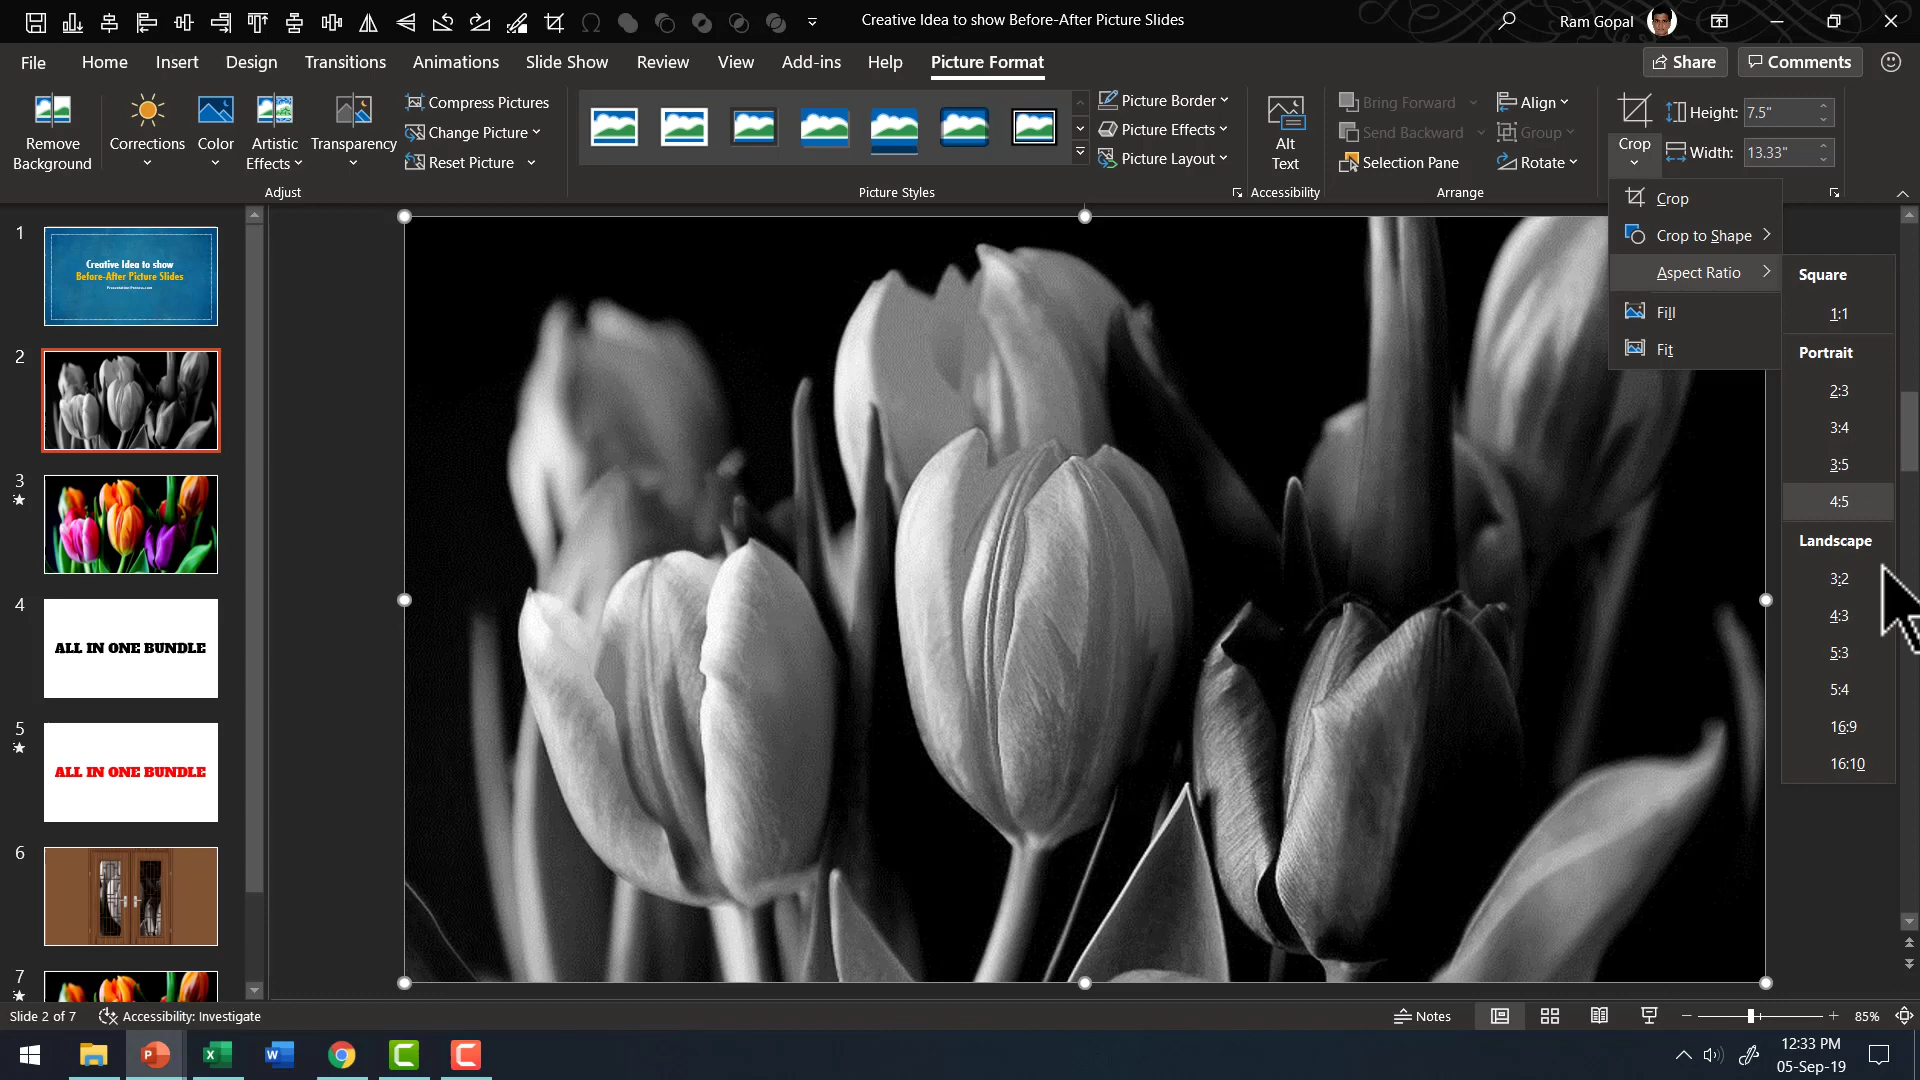 Creative Idea to show Before-After Picture Slides
Ram Gopal
File
Home
Insert
Design
Transitions
Animations
Slide Show
Review
View
Add-ins
Help
Picture Format
Share
Comments
Remove
Background
Corrections
Color
Artistic
Effects
Transparency
Compress Pictures
Change Picture
Reset Picture
Adjust
Picture Styles
Picture Border
Picture Effects
Picture Layout
Alt
Text
Accessibility
Bring Forward
Send Backward
Selection Pane
Align
Group
Rotate
Arrange
Crop
Height: 7.5"
Width: 13.33"
Crop
Crop to Shape
Aspect Ratio
Fill
Fit
Square
1:1
Portrait
2:3
3:4
3:5
4:5
Landscape
3:2
4:3
5:3
5:4
16:9
16:10
1
Creative Idea to show
Before-After Picture Slides
2
3
4
ALL IN ONE BUNDLE
5
ALL IN ONE BUNDLE
6
7
Slide 2 of 7
Accessibility: Investigate
Notes
85%
12:33 PM
05-Sep-19